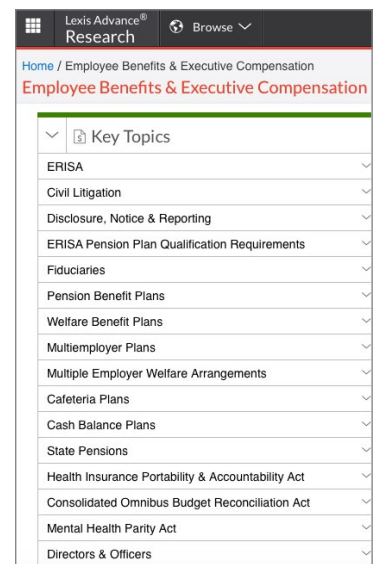 Lexis Advance®
Research
Browse
Home / Employee Benefits & Executive Compensation
Employee Benefits & Executive Compensation
Key Topics
ERISA
Civil Litigation
Disclosure, Notice & Reporting
ERISA Pension Plan Qualification Requirements
Fiduciaries
Pension Benefit Plans
Welfare Benefit Plans
Multiemployer Plans
Multiple Employer Welfare Arrangements
Cafeteria Plans
Cash Balance Plans
State Pensions
Health Insurance Portability & Accountability Act
Consolidated Omnibus Budget Reconciliation Act
Mental Health Parity Act
Directors & Officers